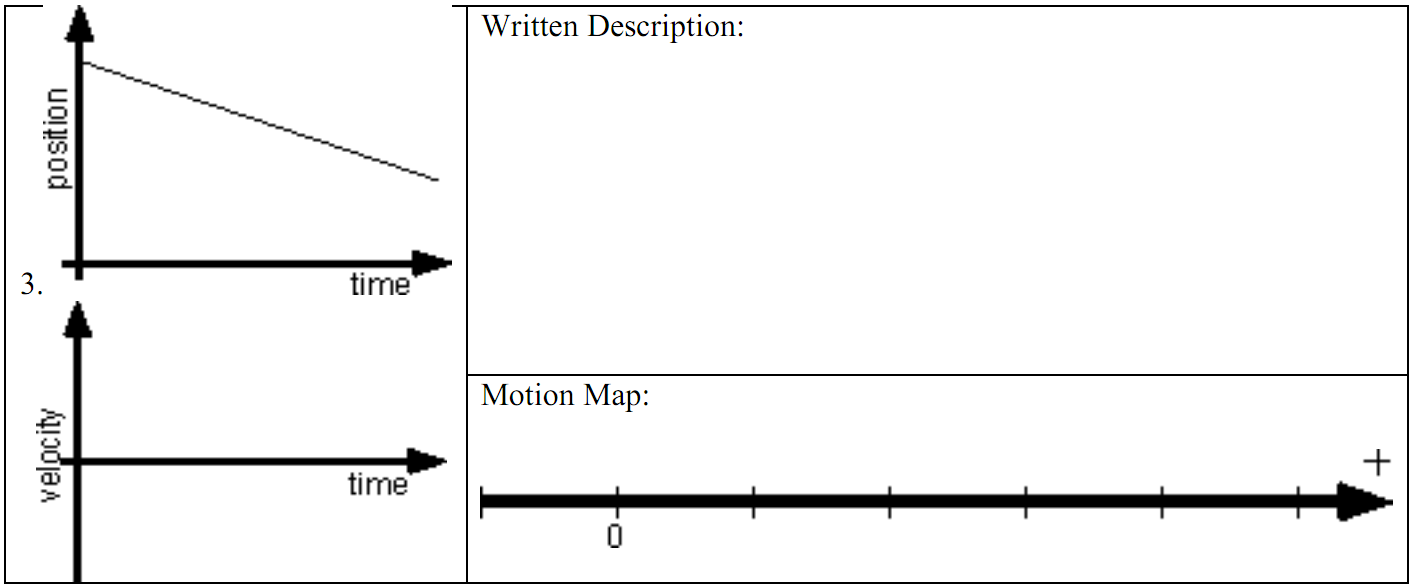 3.
position
time
velocity
time
Written Description:
Motion Map:
+
0